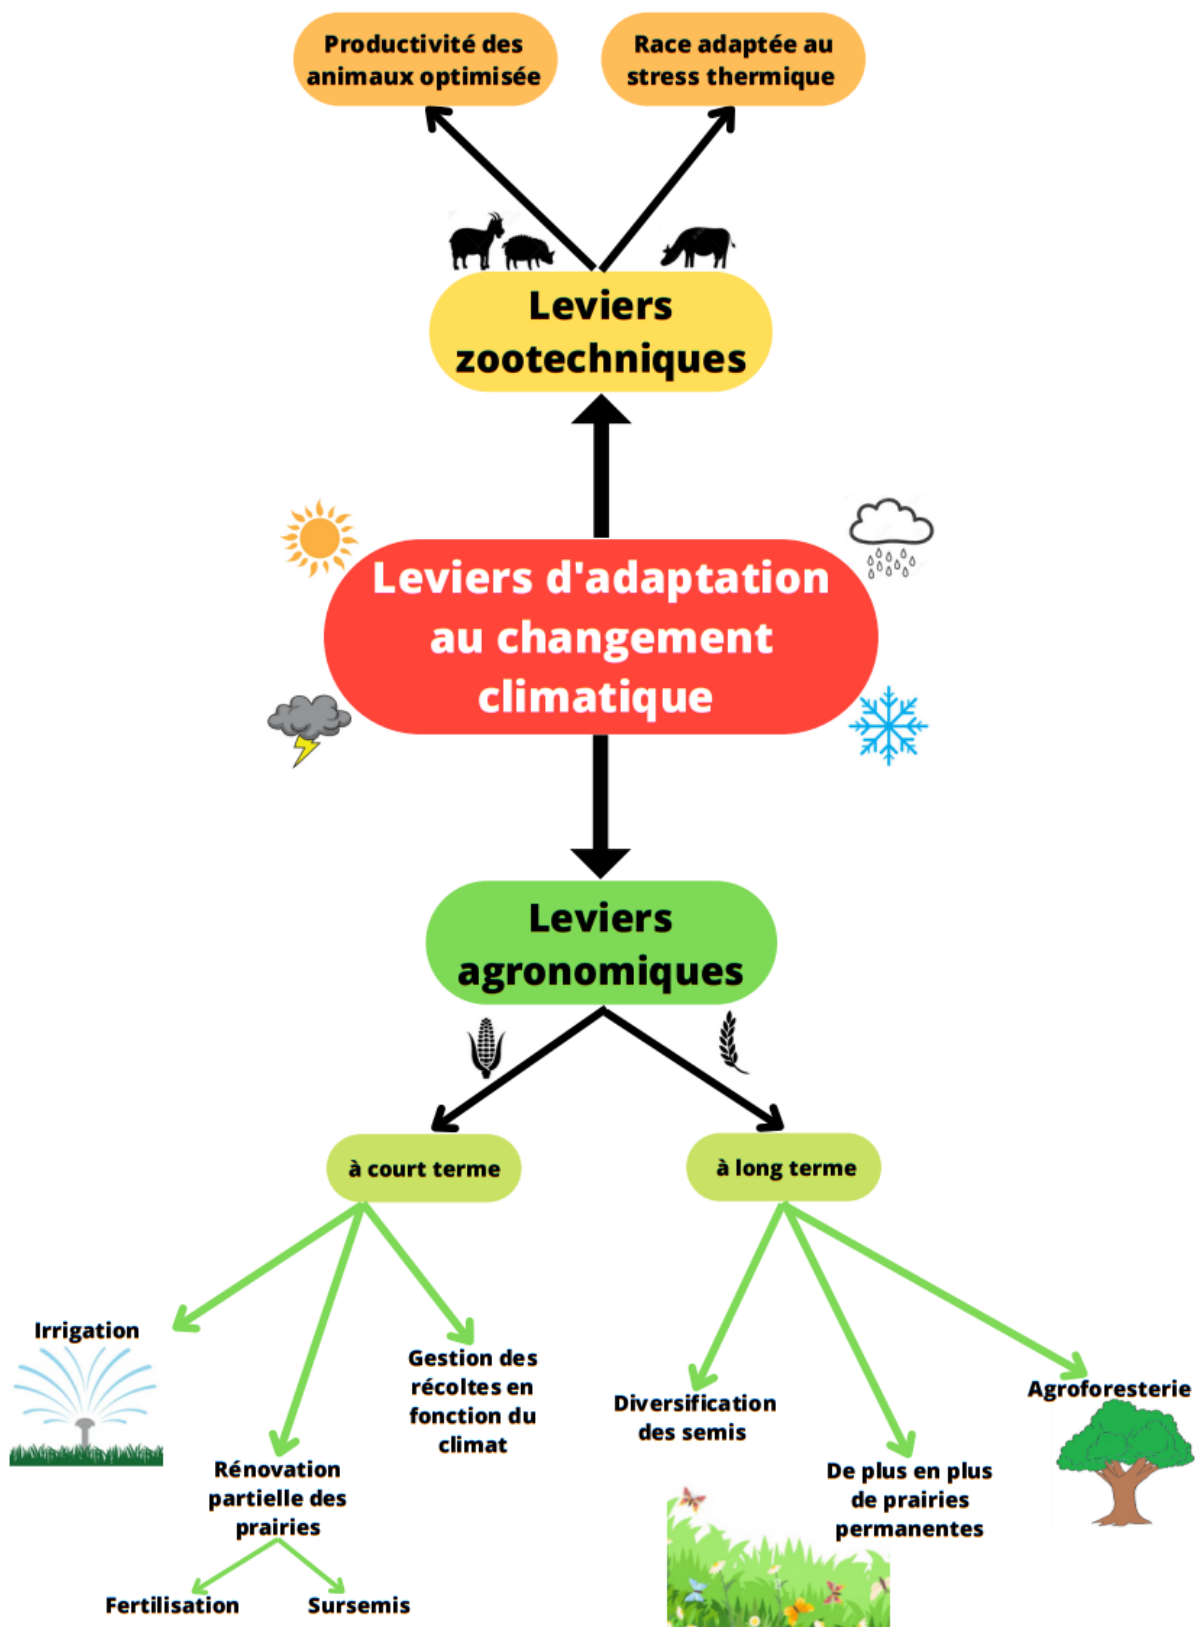 Productivité des
animaux optimisée
Race adaptée au
stress thermique
Leviers
zootechniques
Leviers d'adaptation
au changement
climatique
Leviers
agronomiques
à court terme
à long terme
Irrigation
Gestion des
récoltes en
fonction du
climat
Rénovation
partielle des
prairies
Fertilisation
Sursemis
Diversification
des semis
De plus en plus
de prairies
permanentes
Agroforesterie